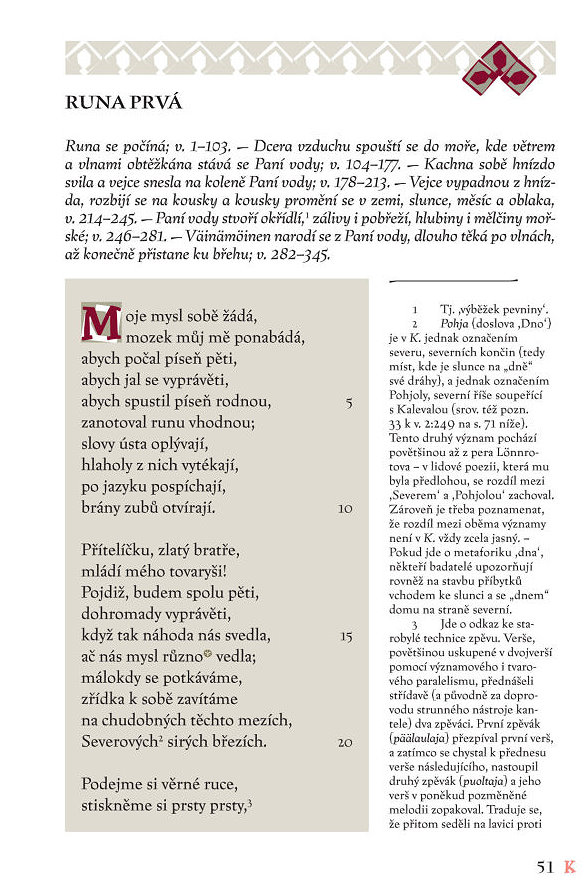 RUNA PRVÁ
Runa se počíná; v. 1–103. — Dcera vzduchu spouští se do moře, kde větrem
a vlnami obtěžkána stává se Paní vody; v. 104–177. — Kachna sobě hnízdo
svila a vejce snesla na koleně Paní vody; v. 178–213. — Vejce vypadnou z hníz-
da, rozbijí se na kousky a kousky promění se v zemi, slunce, měsíc a oblaka,
v. 214–245. — Paní vody stvoří okřídlí,¹ zálivy i pobřeží, hlubiny i mělčiny moř-
ské; v. 246–281. — Väinämöinen narodí se z Paní vody, dlouho těká po vlnách,
až konečně přistane ku břehu; v. 282–345.
Moje mysl sobě žádá,
mozek můj mě ponabádá,
abych počal píseň pěti,
abych jal se vyprávěti,
abych spustil píseň rodnou, 5
zanotoval runu vhodnou;
slovy ústa oplývají,
hlaholy z nich vytékají,
po jazyku pospíchají,
brány zubů otvírají. 10
Přítelíčku, zlatý bratře,
mládí mého tovaryši!
Pojdiž, budem spolu pěti,
dohromady vyprávěti,
když tak náhoda nás svedla, 15
ač nás mysl různo vedla;
málokdy se potkáváme,
zřídka k sobě zavítáme
na chudobných těchto mezích,
Severových² sirých březích. 20
Podejme si věrné ruce,
stiskněme si prsty prsty,³
1 Tj. ‚výběžek pevniny‘.
2 Pohja (doslova ‚Dno‘)
je v K. jednak označením
severu, severních končin (tedy
míst, kde je slunce na „dně“
své dráhy), a jednak označením
Pohjoly, severní říše soupeřící
s Kalevalou (srov. též pozn.
33 k v. 2:249 na s. 71 níže).
Tento druhý význam pochází
povětšinou až z pera Lönnro-
tova – v lidové poezii, která mu
byla předlohou, se rozdíl mezi
‚Severem‘ a ‚Pohjolou‘ zachoval.
Zároveň je třeba poznamenat,
že rozdíl mezi oběma významy
není v K. vždy zcela jasný. –
Pokud jde o metaforiku ‚dna‘,
někteří badatelé upozorňují
rovněž na stavbu příbytků
vchodem ke slunci a se „dnem“
domu na straně severní.
3 Jde o odkaz ke sta-
robylé technice zpěvu. Verše,
povětšinou uskupené v dvojverší
pomocí významového i tvaro-
vého paralelismu, přednášeli
střídavě (a původně za dopro-
vodu strunného nástroje kan-
tele) dva zpěváci. První zpěvák
(päälaulaja) přezpíval první verš,
a zatímco se chystal k přednesu
verše následujícího, nastoupil
druhý zpěvák (puoltaja) a jeho
verš v poněkud pozměněné
melodii zopakoval. Traduje se,
že přitom seděli na lavici proti
51 K